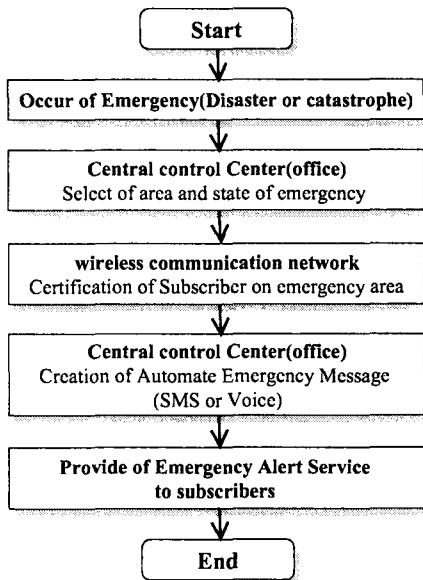 Start
Occur of Emergency(Disaster or catastrophe)
Central control Center(office)
Select of area and state of emergency
wireless communication network
Certification of Subscriber on emergency area
Central control Center(office)
Creation of Automate Emergency Message
(SMS or Voice)
Provide of Emergency Alert Service
to subscribers
End